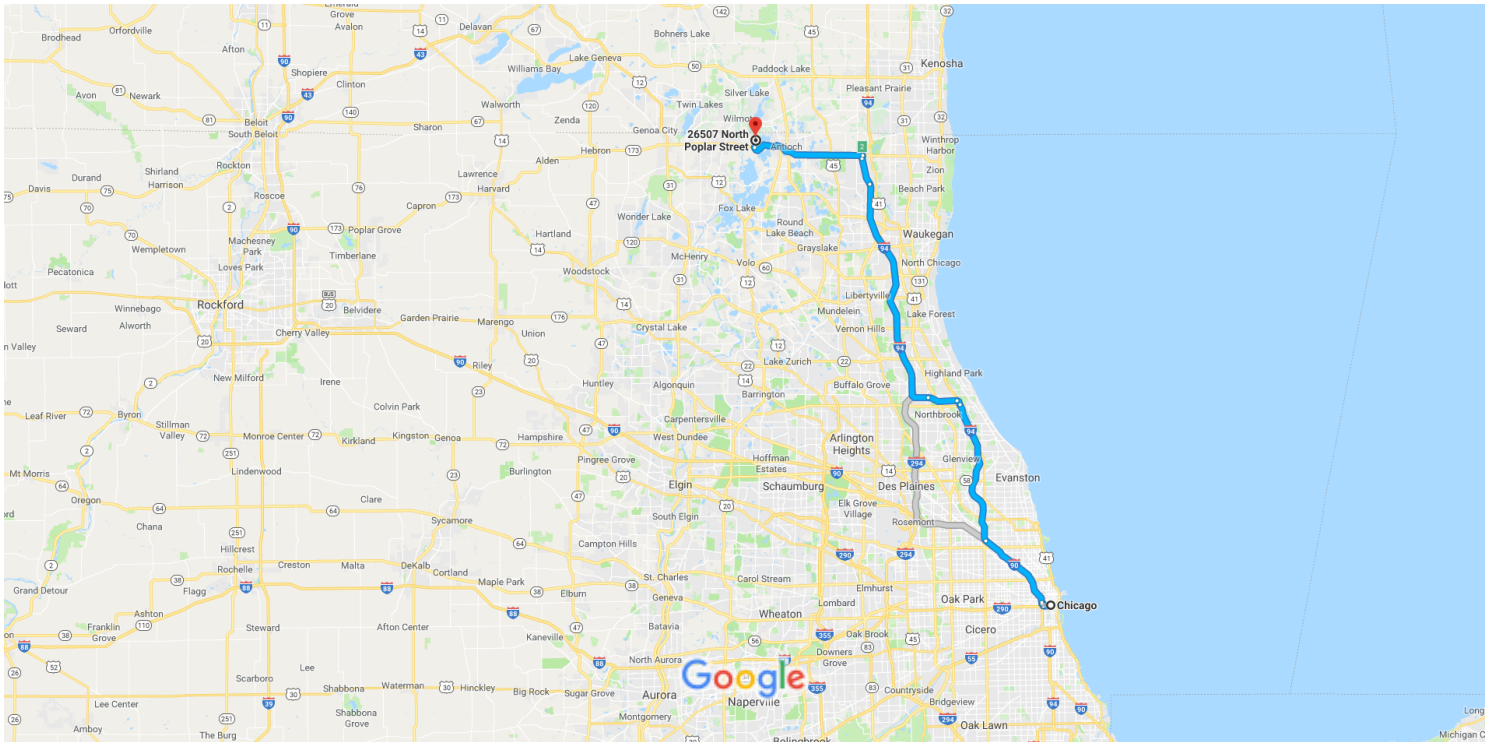 Orfordville
Emerald
Grove
Avalon
Delavan
Bohners Lake
Brodhead
Afton
Lake Geneva
Williams Bay
Paddock Lake
Kenosha
Shopiere
Clinton
Silver Lake
Pleasant Prairie
Avon
Newark
Walworth
Twin Lakes
Beloit
Zenda
Wilmot
South Beloit
Sharon
Genoa City
26507 North
Poplar Street
Winthrop
Harbor
Rockton
Alden
Hebron
Antioch
Zion
Durand
Shirland
Harrison
Lawrence
Harvard
Beach Park
Davis
Roscoe
Capron
Fox Lake
Wonder Lake
Round
Lake Beach
Waukegan
Poplar Grove
Hartland
Grayslake
Machesney
Park
Wempletown
Timberlane
McHenry
Volo
North Chicago
Pecatonica
Loves Park
Woodstock
Libertyville
Rockford
Belvidere
Mundelein
Lake Forest
Winnebago
Garden Prairie
Marengo
Union
Crystal Lake
Vernon Hills
Seward
Alworth
Cherry Valley
Riley
Lake Zurich
Highland Park
New Milford
Irene
Huntley
Algonquin
Barrington
Buffalo Grove
Leaf River
Byron
Stillman
Valley
Colvin Park
Carpentersville
Northbrook
Monroe Center
Kirkland
Kingston
Genoa
Hampshire
West Dundee
Arlington
Heights
Mt Morris
Lindenwood
Pingree Grove
Burlington
Hoffman
Estates
Glenview
Evanston
Oregon
Elgin
Schaumburg
Des Plaines
Clare
Chana
Sycamore
South Elgin
Elk Grove
Village
Rosemont
Hillcrest
Campton Hills
Rochelle
Creston
Malta
DeKalb
Cortland
Maple Park
St. Charles
Carol Stream
Grand Detour
Flagg
Elburn
Geneva
Elmhurst
Oak Park
Chicago
Ashton
Wheaton
Lombard
Franklin
Grove
Steward
Afton Center
Batavia
Cicero
Kaneville
Oak Brook
Lee
North Aurora
Downers
Grove
Google
Scarboro
Shabbona
Waterman
Hinckley
Big Rock
Sugar Grove
Aurora
Naperville
Countryside
Lee Center
Shabbona
Grove
Montgomery
Bridgeview
Oak Lawn
Amboy
The Burg
Bolingbrook
Long
Michigan C